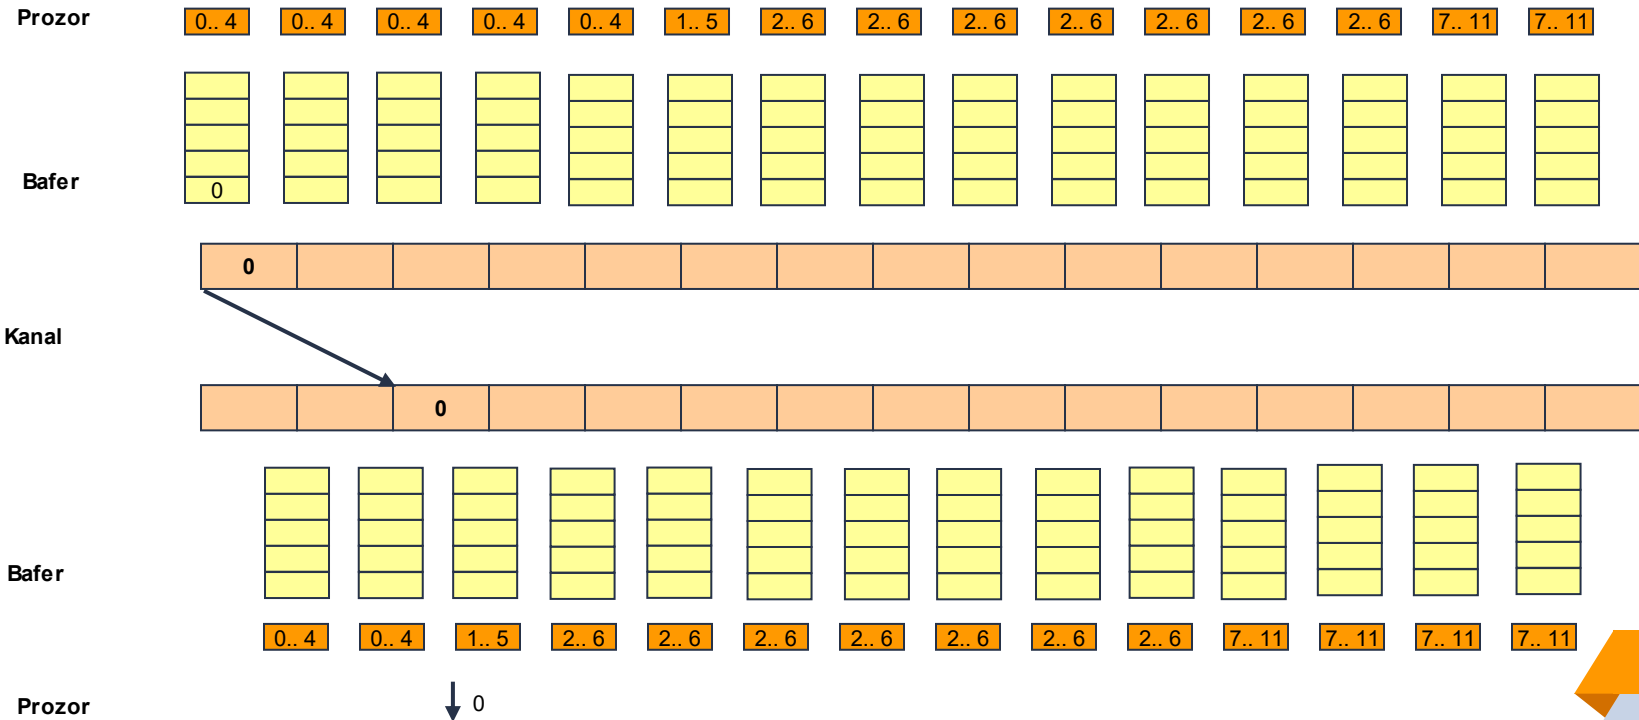 Prozor 0.. 4 0.. 4 0.. 4 0.. 4 0.. 4 1.. 5 2.. 6 2.. 6 2.. 6 2.. 6 2.. 6 2.. 6 2.. 6 7.. 11 7.. 11
Bafer 0
0
Kanal
0
Bafer
0.. 4 0.. 4 1.. 5 2.. 6 2.. 6 2.. 6 2.. 6 2.. 6 2.. 6 2.. 6 7.. 11 7.. 11 7.. 11 7.. 11
Prozor 0